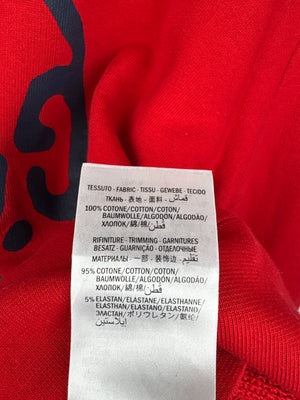 TESSUTO - FABRIC - TISSU - GEWEBE - TECIDO
ТКАНЬ - 表地 - 面料 - قماش
100% COTONE/COTTON/COTON/
BAUMWOLLE/ALGODÓN/ALGODÃO/
ХЛОПОК/綿/棉/قطن
RIFINITURE - TRIMMING - GARNITURES
BESATZ - GUARNIÇÃO - TEJIDO
МАТЕРИАЛЫ - 一部 - 装饰边 - تقليم
95% COTONE/COTTON/COTON/
BAUMWOLLE/ALGODÓN/ALGODÃO/
ХЛОПОК/綿/棉/قطن
5% ELASTAN/ELASTANE/ELASTHANNE/
ELASTHAN/ELASTANO/ELASTANO/
ЭЛАСТАН/ポリウレタン/氨纶/
إيلاستين